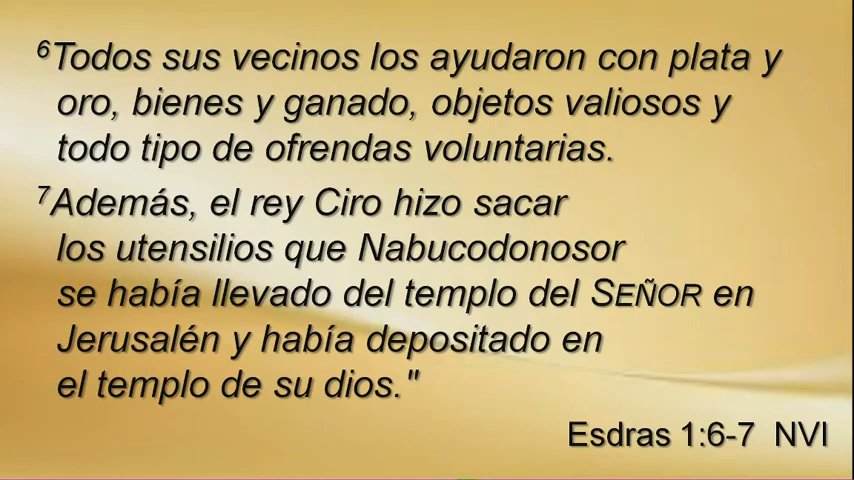 ⁶Todos sus vecinos los ayudaron con plata y
oro, bienes y ganado, objetos valiosos y
todo tipo de ofrendas voluntarias.
⁷Además, el rey Ciro hizo sacar
los utensilios que Nabucodonosor
se había llevado del templo del SEÑOR en
Jerusalén y había depositado en
el templo de su dios."
Esdras 1:6-7 NVI